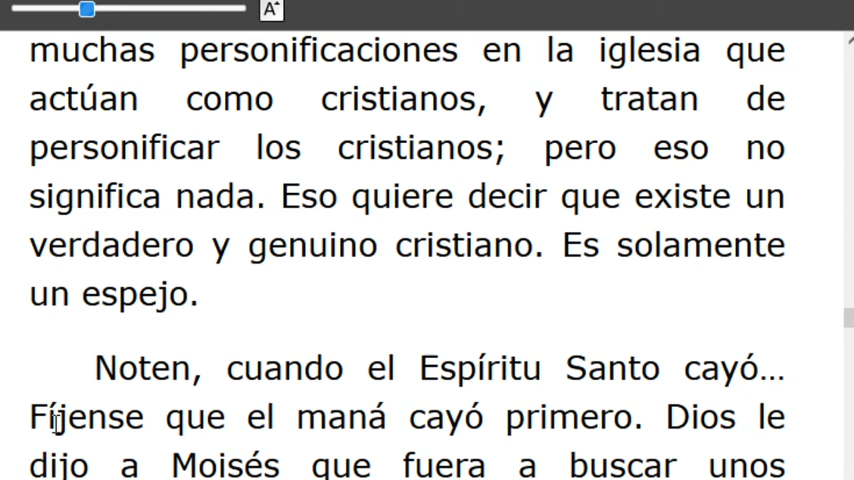 A
muchas personificaciones en la iglesia que
actúan como cristianos, y tratan de
personificar los cristianos; pero eso no
significa nada. Eso quiere decir que existe un
verdadero y genuino cristiano. Es solamente
un espejo.
Noten, cuando el Espíritu Santo cayó...
Fíjense que el maná cayó primero. Dios le
dijo a Moisés que fuera a buscar unos